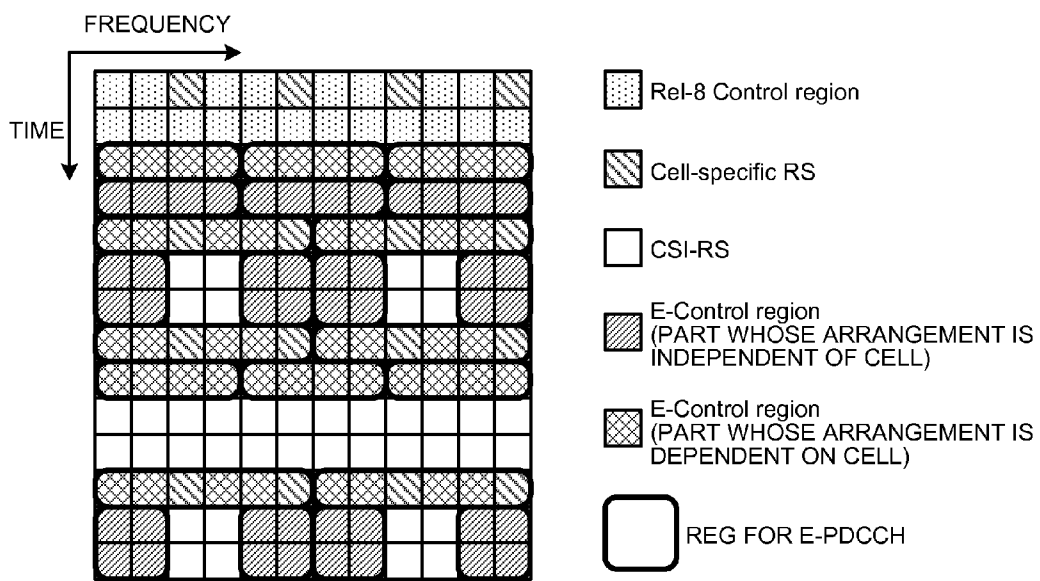 FREQUENCY
TIME
Rel-8 Control region
Cell-specific RS
CSI-RS
E-Control region
(PART WHOSE ARRANGEMENT IS
INDEPENDENT OF CELL)
E-Control region
(PART WHOSE ARRANGEMENT IS
DEPENDENT ON CELL)
REG FOR E-PDCCH